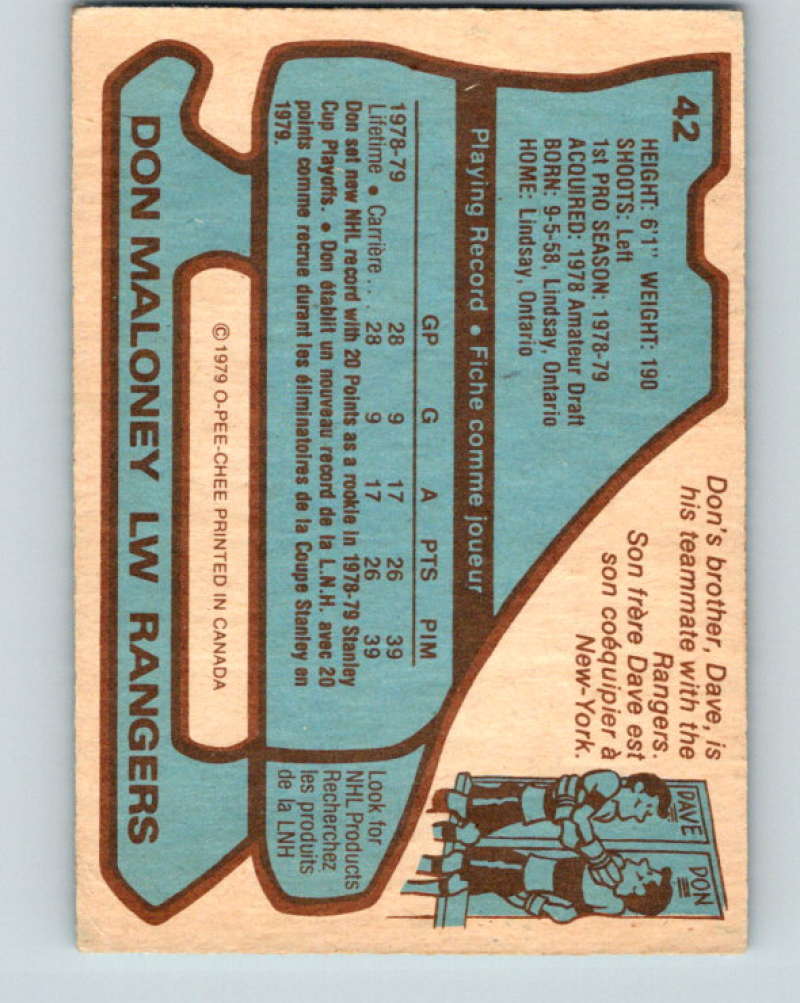 42
HEIGHT: 6'1" WEIGHT: 190
SHOOTS: Left
1st PRO SEASON: 1978-79
ACQUIRED: 1978 Amateur Draft
BORN: 9-5-58, Lindsay, Ontario
HOME: Lindsay, Ontario
Don's brother, Dave, is
his teammate with the
Rangers.
Son frère Dave est
son coéquipier à
New-York.
DAVE
DON
Playing Record • Fiche comme joueur
GP G A PTS PIM
1978-79 28 9 17 26 39
Lifetime • Carrière .. 28 9 17 26 39
Don set new NHL record with 20 Points as a rookie in 1978-79 Stanley
Cup Playoffs. • Don établit un nouveau record de la L.N.H. avec 20
points comme recrue durant les éliminatoires de la Coupe Stanley en
1979.
Look for
NHL Products
Recherchez
les produits
de la LNH
© 1979 O-PEE-CHEE PRINTED IN CANADA
DON MALONEY LW RANGERS